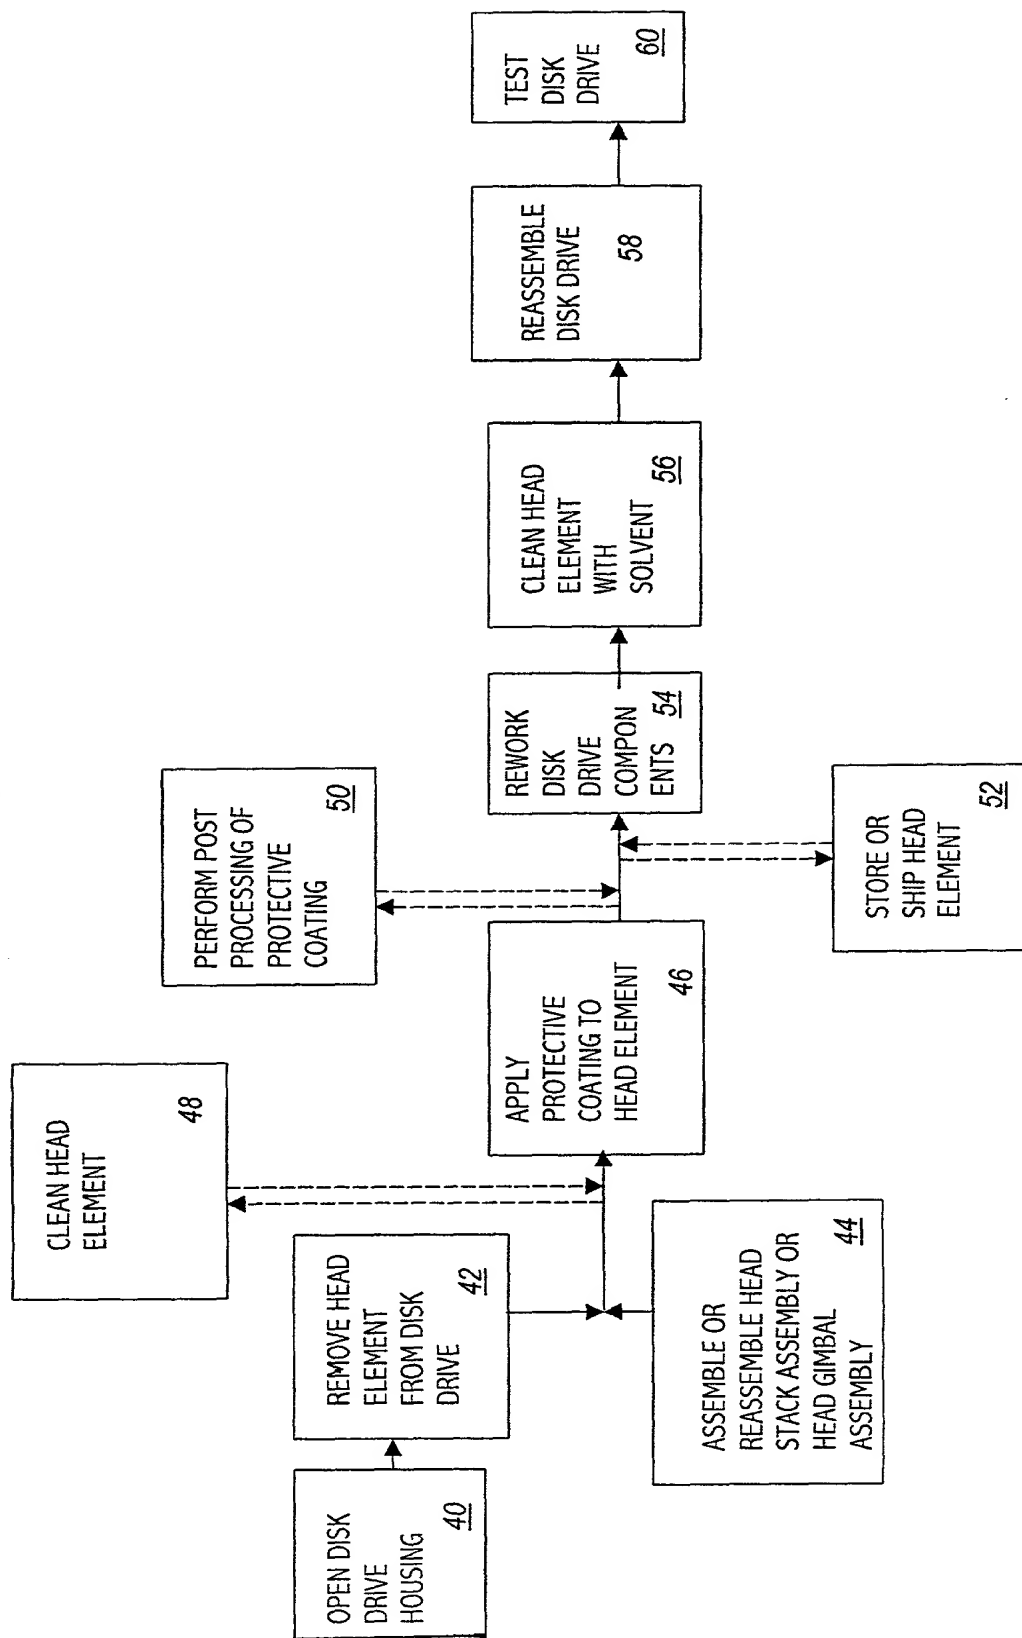 OPEN DISK
DRIVE
HOUSING
40
REMOVE HEAD
ELEMENT
FROM DISK
DRIVE
42
ASSEMBLE OR
REASSEMBLE HEAD
STACK ASSEMBLY OR
HEAD GIMBAL
ASSEMBLY
44
CLEAN HEAD
ELEMENT
48
APPLY
PROTECTIVE
COATING TO
HEAD ELEMENT
46
PERFORM POST
PROCESSING OF
PROTECTIVE
COATING
50
STORE OR
SHIP HEAD
ELEMENT
52
REWORK
DISK
DRIVE
COMPON
ENTS
54
CLEAN HEAD
ELEMENT
WITH
SOLVENT
56
REASSEMBLE
DISK DRIVE
58
TEST
DISK
DRIVE
60